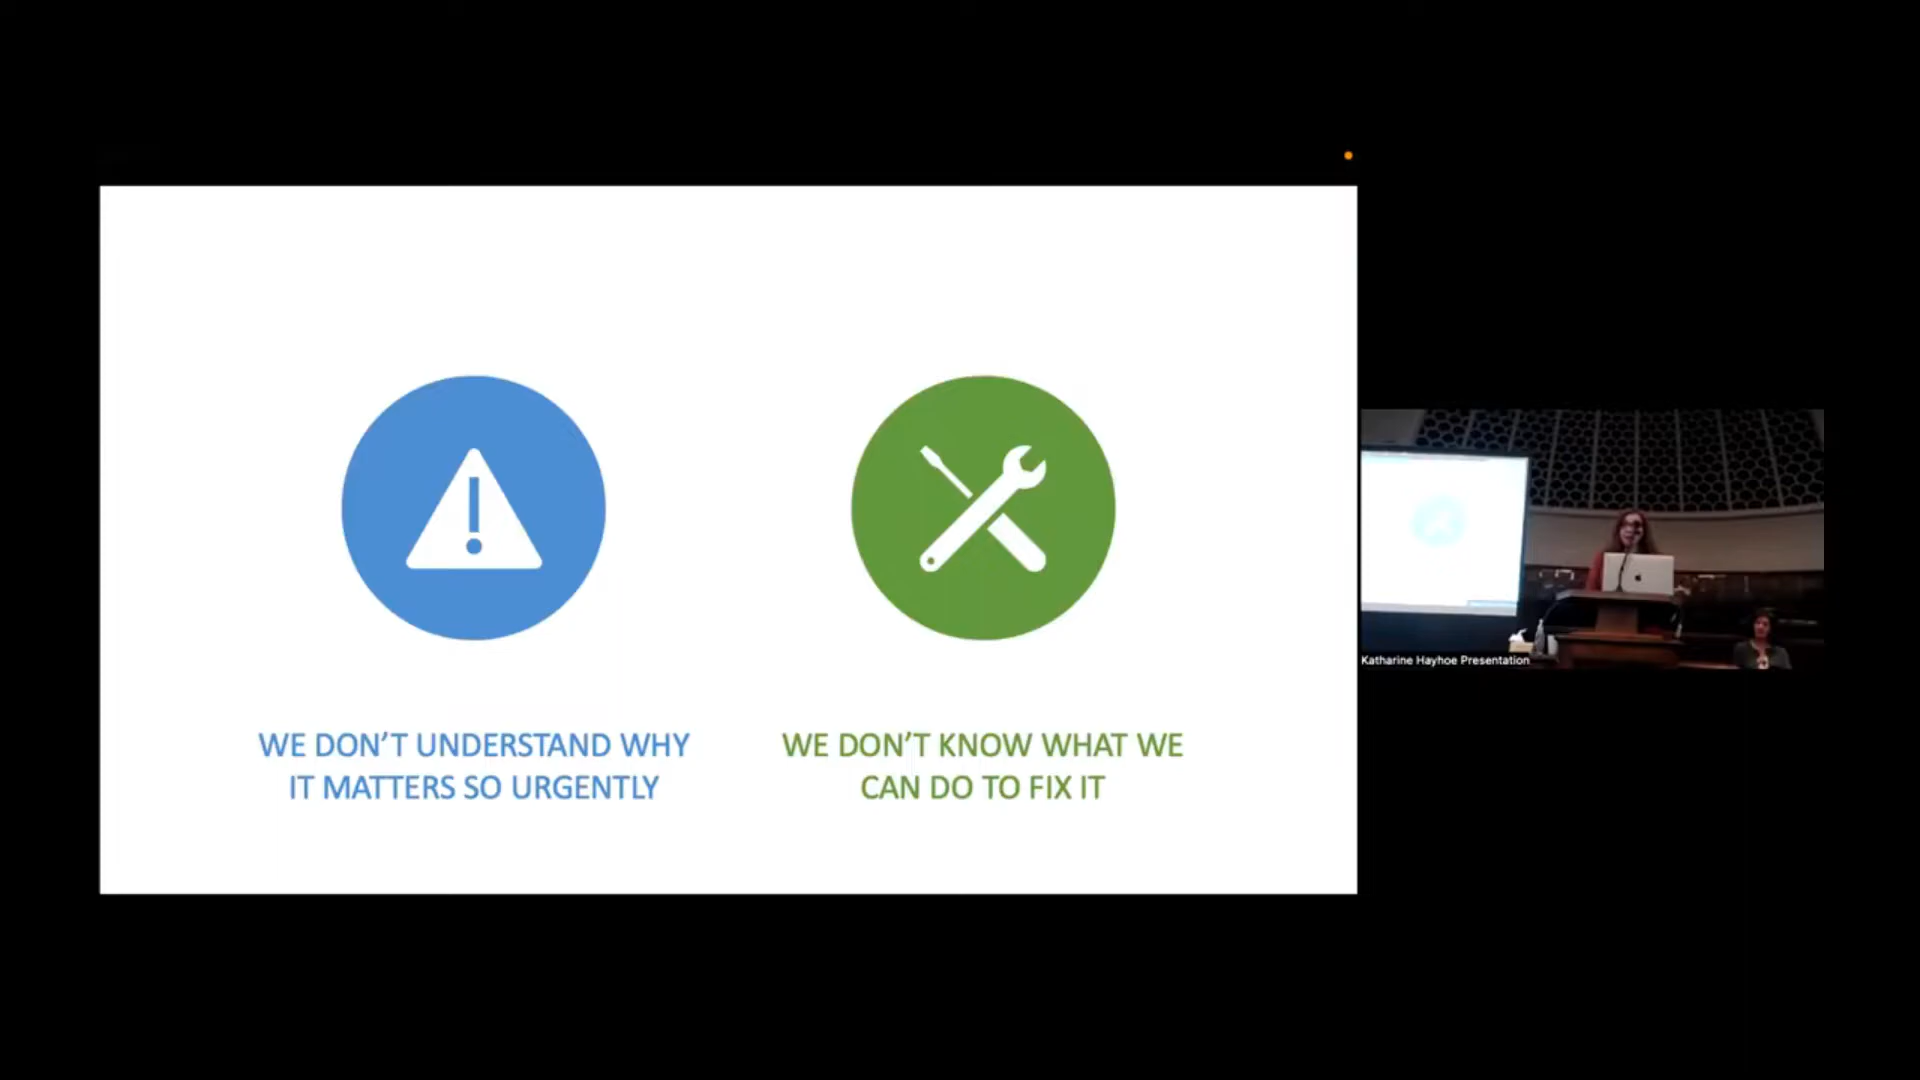 WE DON'T UNDERSTAND WHY
IT MATTERS SO URGENTLY
WE DON'T KNOW WHAT WE
CAN DO TO FIX IT
Katharine Hayhoe Presentation